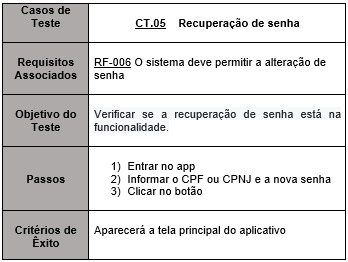 Casos de
Teste
CT.05 Recuperação de senha
Requisitos
Associados
RF-006 O sistema deve permitir a alteração de
senha
Objetivo do
Teste
Verificar se a recuperação de senha está na
funcionalidade.
Passos
1) Entrar no app
2) Informar o CPF ou CPNJ e a nova senha
3) Clicar no botão
Critérios de
Êxito
Aparecerá a tela principal do aplicativo